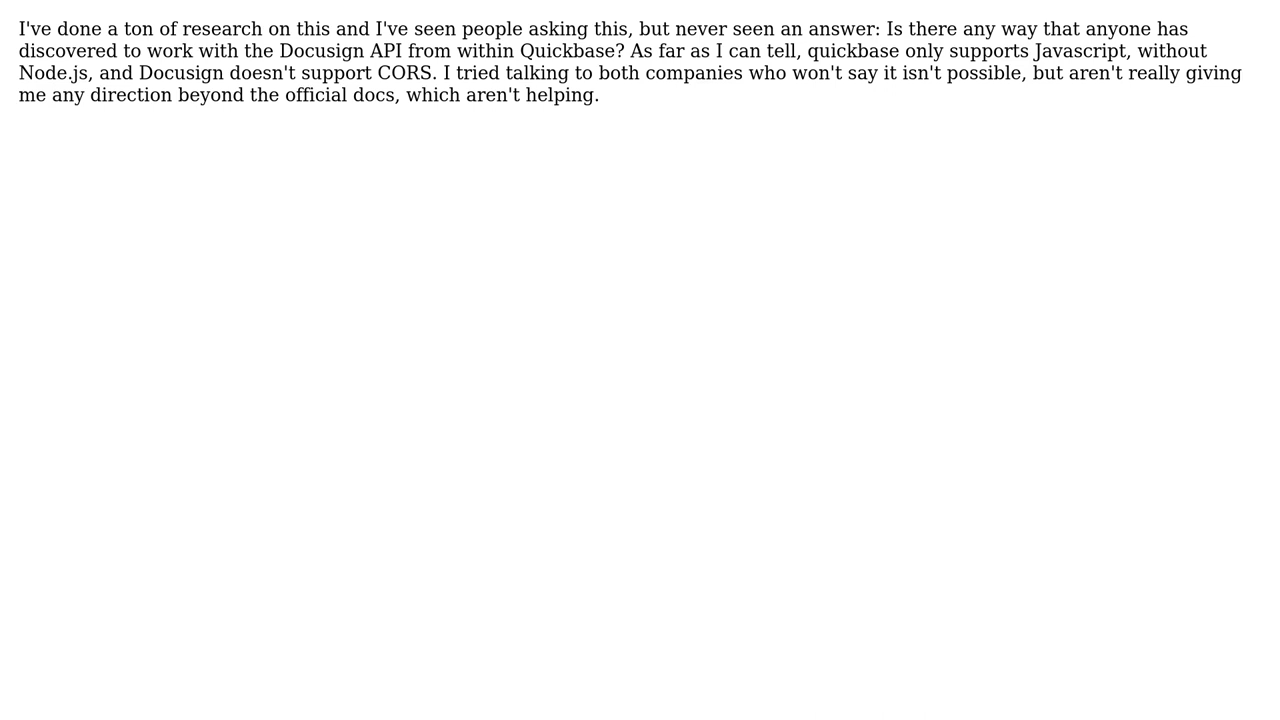 I've done a ton of research on this and I've seen people asking this, but never seen an answer: Is there any way that anyone has
discovered to work with the Docusign API from within Quickbase? As far as I can tell, quickbase only supports Javascript, without
Node.js, and Docusign doesn't support CORS. I tried talking to both companies who won't say it isn't possible, but aren't really giving
me any direction beyond the official docs, which aren't helping.